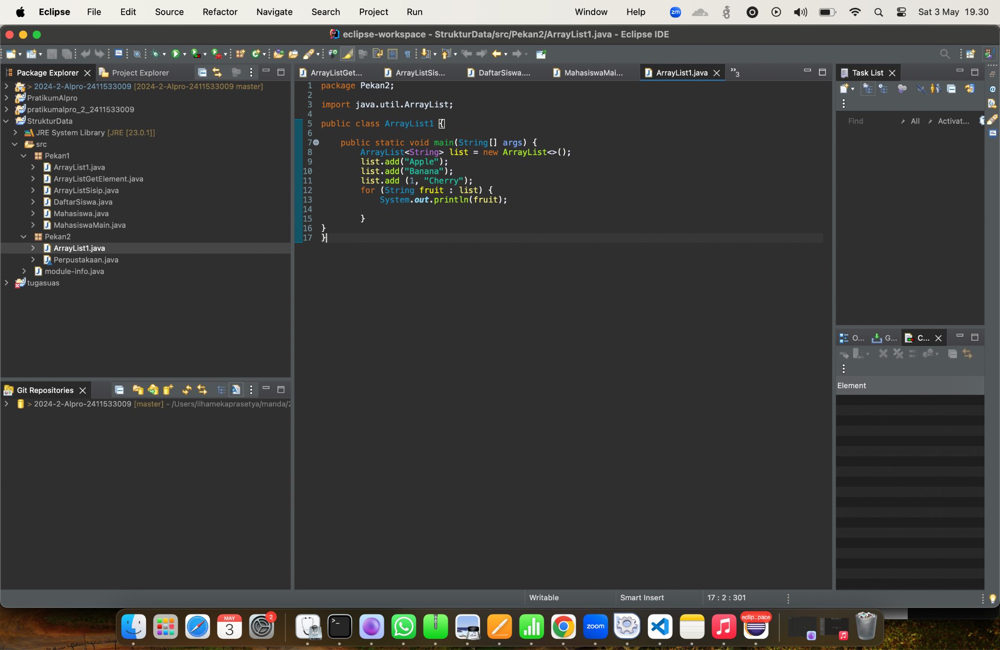 Eclipse File Edit Source Refactor Navigate Search Project Run Window Help zm Sat 3 May 19.30
eclipse-workspace - StrukturData/src/Pekan2/ArrayList1.java - Eclipse IDE
Package Explorer Project Explorer
> 2024-2-Alpro-2411533009 [2024-2-Alpro-2411533009 master]
PratikumAlpro
pratikumalpro_2_2411533009
StrukturData
JRE System Library [JRE [23.0.1]]
src
Pekan1
ArrayList1.java
ArrayListGetElement.java
ArrayListSisip.java
DaftarSiswa.java
Mahasiswa.java
MahasiswaMain.java
Pekan2
ArrayList1.java
Perpustakaan.java
module-info.java
tugasuas
Git Repositories
GIT
> 2024-2-Alpro-2411533009 [master] - /Users/ilhamekaprasetya/manda/2
ArrayListGet... ArrayListSis... DaftarSiswa.... MahasiswaMai... ArrayList1.java »3
1 package Pekan2;
2
3 import java.util.ArrayList;
4
5 public class ArrayList1 {
6
7 public static void main(String[] args) {
8 ArrayList<String> list = new ArrayList<>();
9 list.add("Apple");
10 list.add("Banana");
11 list.add (1, "Cherry");
12 for (String fruit : list) {
13 System.out.println(fruit);
14
15 }
16 }
17 }
Task List
Find All Activat...
O... G... C...
Element
Writable Smart Insert 17 : 2 : 301
MAY
3
2
zoom
eclip...pace